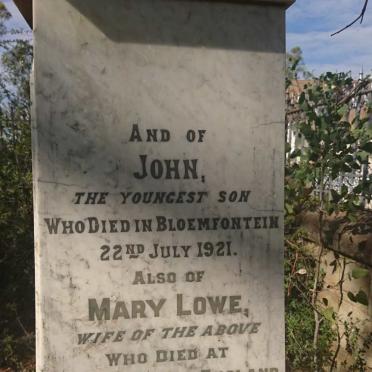 AND OF
JOHN,
THE YOUNGEST SON
WHO DIED IN BLOEMFONTEIN
22ND JULY 1921.
ALSO OF
MARY LOWE,
WIFE OF THE ABOVE
WHO DIED AT